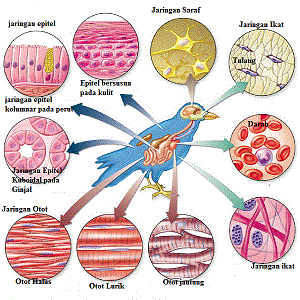 Jaringan Saraf
Jaringan Ikat
jaringan epitel
Tulang
Epitel bersusun
pada kulit
jaringan epitel
kolumnar pada perut
Darah
Jaringan Epitel
Kuboidal pada
Ginjal
Jaringan Otot
Jaringan ikat
Otot Halus
Otot Lurik
Otot jantung